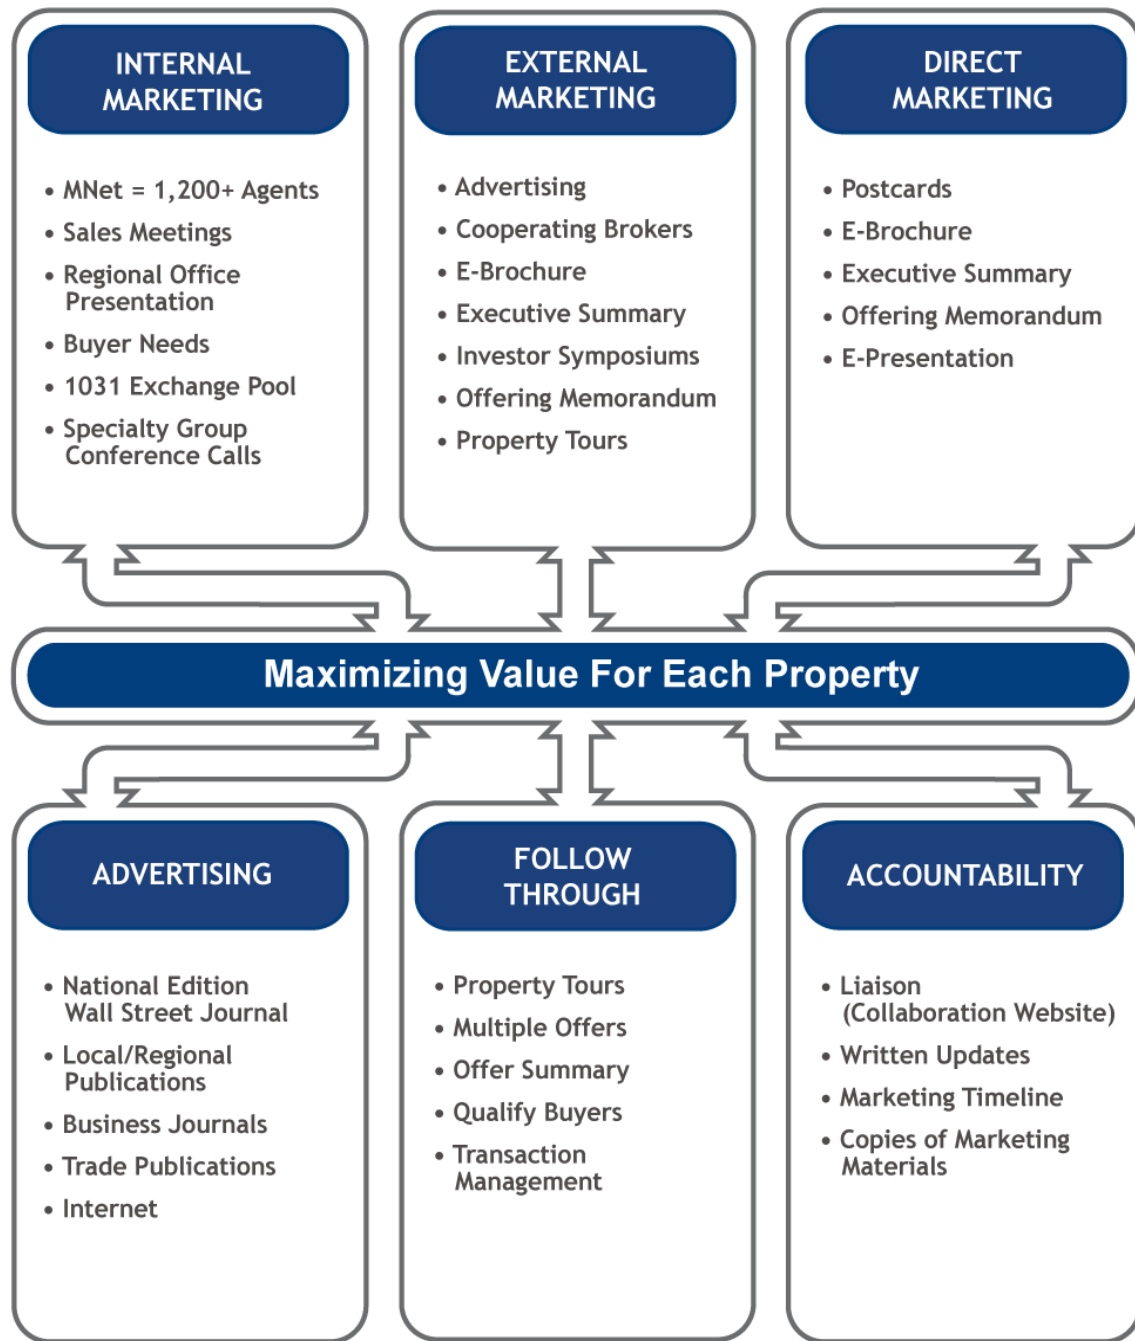 INTERNAL
MARKETING
• MNet = 1,200+ Agents
• Sales Meetings
• Regional Office
Presentation
• Buyer Needs
• 1031 Exchange Pool
• Specialty Group
Conference Calls
EXTERNAL
MARKETING
• Advertising
• Cooperating Brokers
• E-Brochure
• Executive Summary
• Investor Symposiums
• Offering Memorandum
• Property Tours
DIRECT
MARKETING
• Postcards
• E-Brochure
• Executive Summary
• Offering Memorandum
• E-Presentation
Maximizing Value For Each Property
ADVERTISING
• National Edition
Wall Street Journal
• Local/Regional
Publications
• Business Journals
• Trade Publications
• Internet
FOLLOW
THROUGH
• Property Tours
• Multiple Offers
• Offer Summary
• Qualify Buyers
• Transaction
Management
ACCOUNTABILITY
• Liaison
(Collaboration Website)
• Written Updates
• Marketing Timeline
• Copies of Marketing
Materials